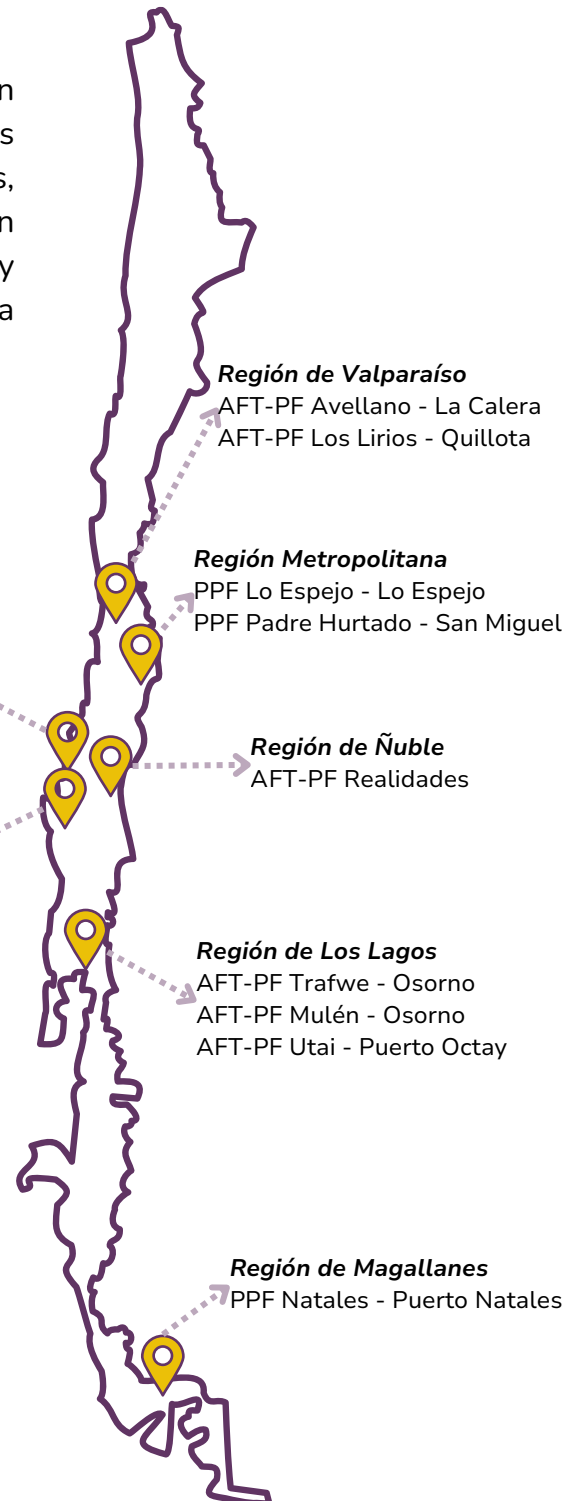 n
s
s,
n
y
a
Región de Valparaíso
AFT-PF Avellano - La Calera
AFT-PF Los Lirios - Quillota
Región Metropolitana
PPF Lo Espejo - Lo Espejo
PPF Padre Hurtado - San Miguel
Región de Ñuble
AFT-PF Realidades
Región de Los Lagos
AFT-PF Trafwe - Osorno
AFT-PF Mulén - Osorno
AFT-PF Utai - Puerto Octay
Región de Magallanes
PPF Natales - Puerto Natales